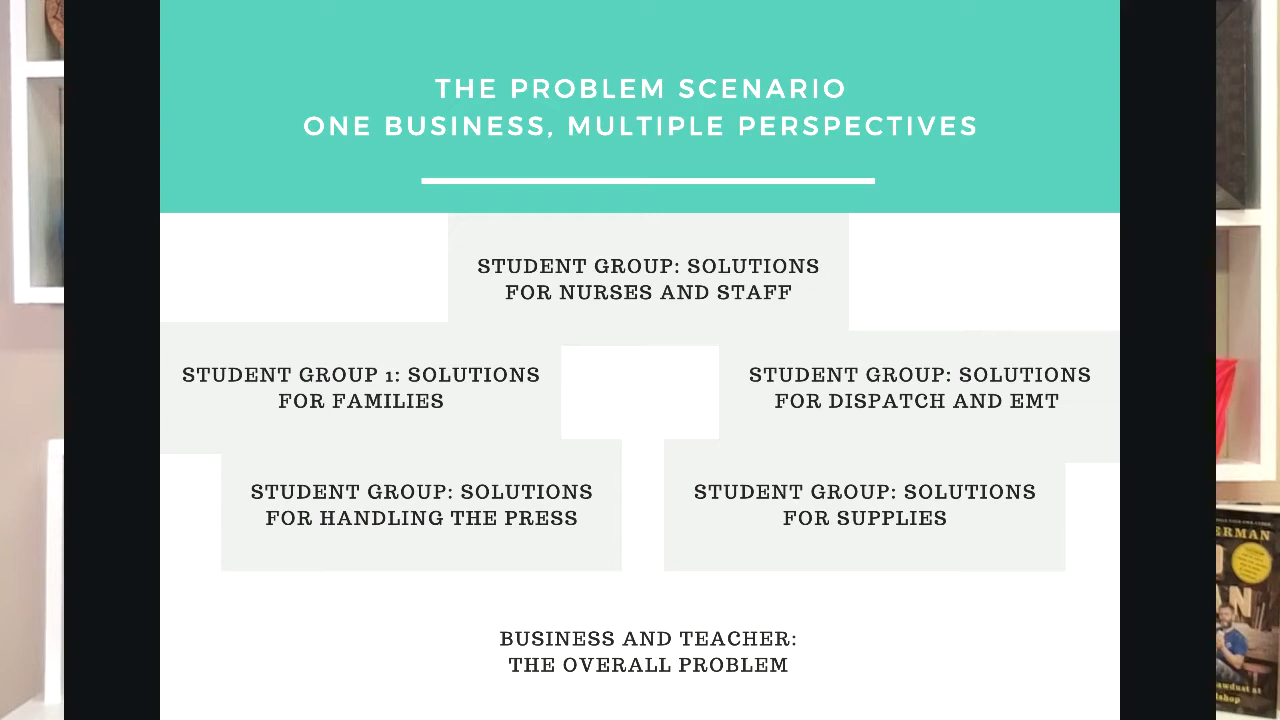 THE PROBLEM SCENARIO
ONE BUSINESS, MULTIPLE PERSPECTIVES
STUDENT GROUP: SOLUTIONS
FOR NURSES AND STAFF
STUDENT GROUP 1: SOLUTIONS
FOR FAMILIES
STUDENT GROUP: SOLUTIONS
FOR DISPATCH AND EMT
STUDENT GROUP: SOLUTIONS
FOR HANDLING THE PRESS
STUDENT GROUP: SOLUTIONS
FOR SUPPLIES
BUSINESS AND TEACHER:
THE OVERALL PROBLEM